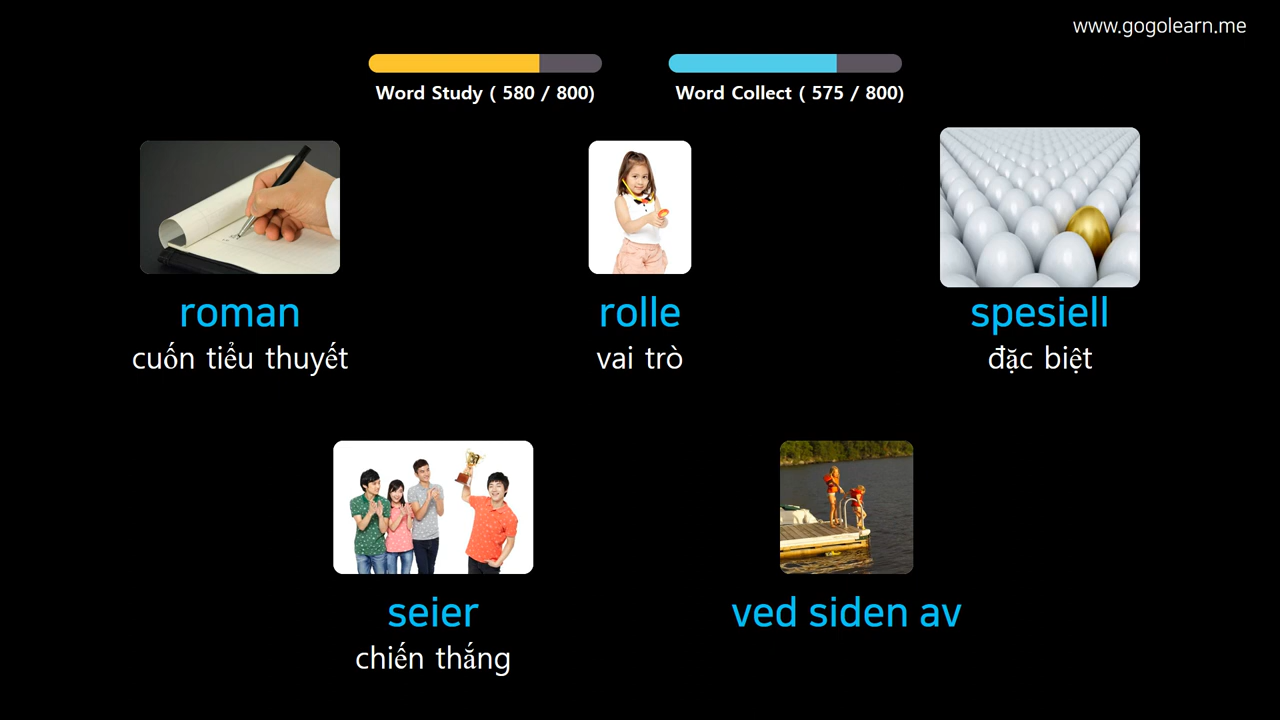 www.gogolearn.me
Word Study ( 580 / 800)
Word Collect ( 575 / 800)
roman
cuốn tiểu thuyết
rolle
vai trò
spesiell
đặc biệt
seier
chiến thắng
ved siden av